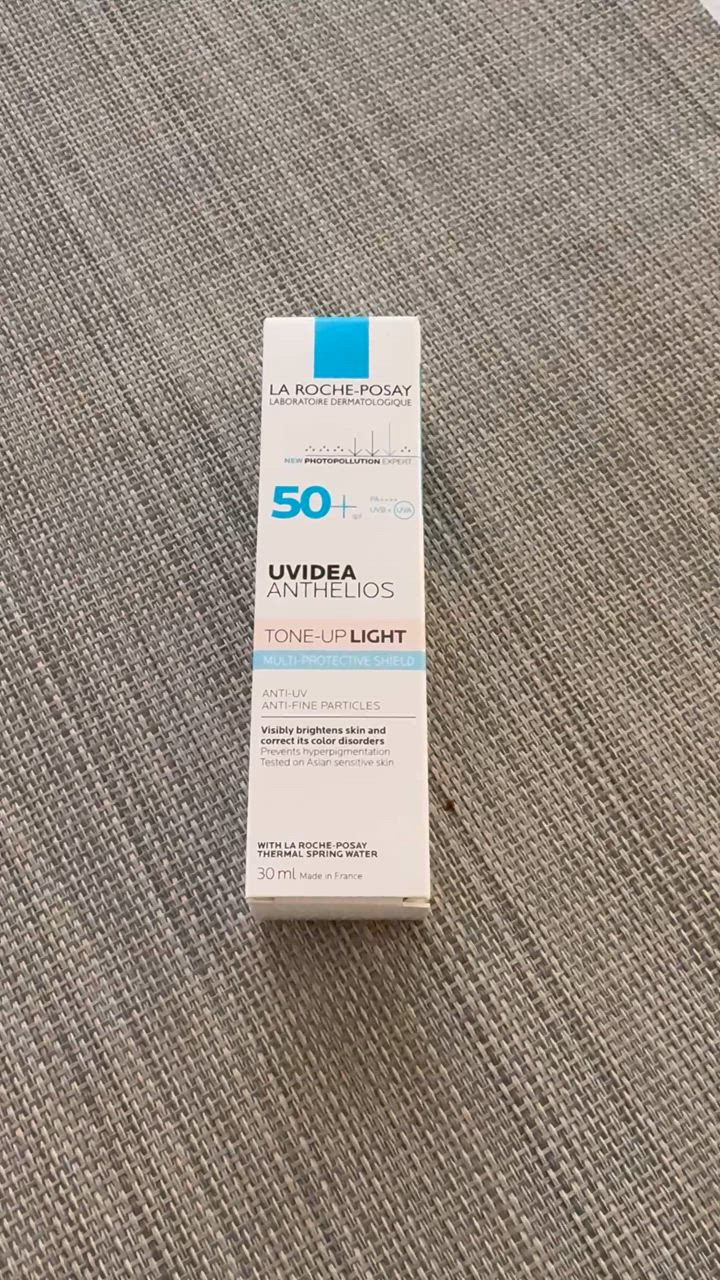 LA ROCHE-POSAY
LABORATOIRE DERMATOLOGIQUE
NEW PHOTOPOLLUTION EXPERT
50+ spf
PA++++
UVB + UVA
UVIDEA
ANTHELIOS
TONE-UP LIGHT
MULTI-PROTECTIVE SHIELD
ANTI-UV
ANTI-FINE PARTICLES
Visibly brightens skin and
correct its color disorders
Prevents hyperpigmentation
Tested on Asian sensitive skin
WITH LA ROCHE-POSAY
THERMAL SPRING WATER
30 ml Made in France